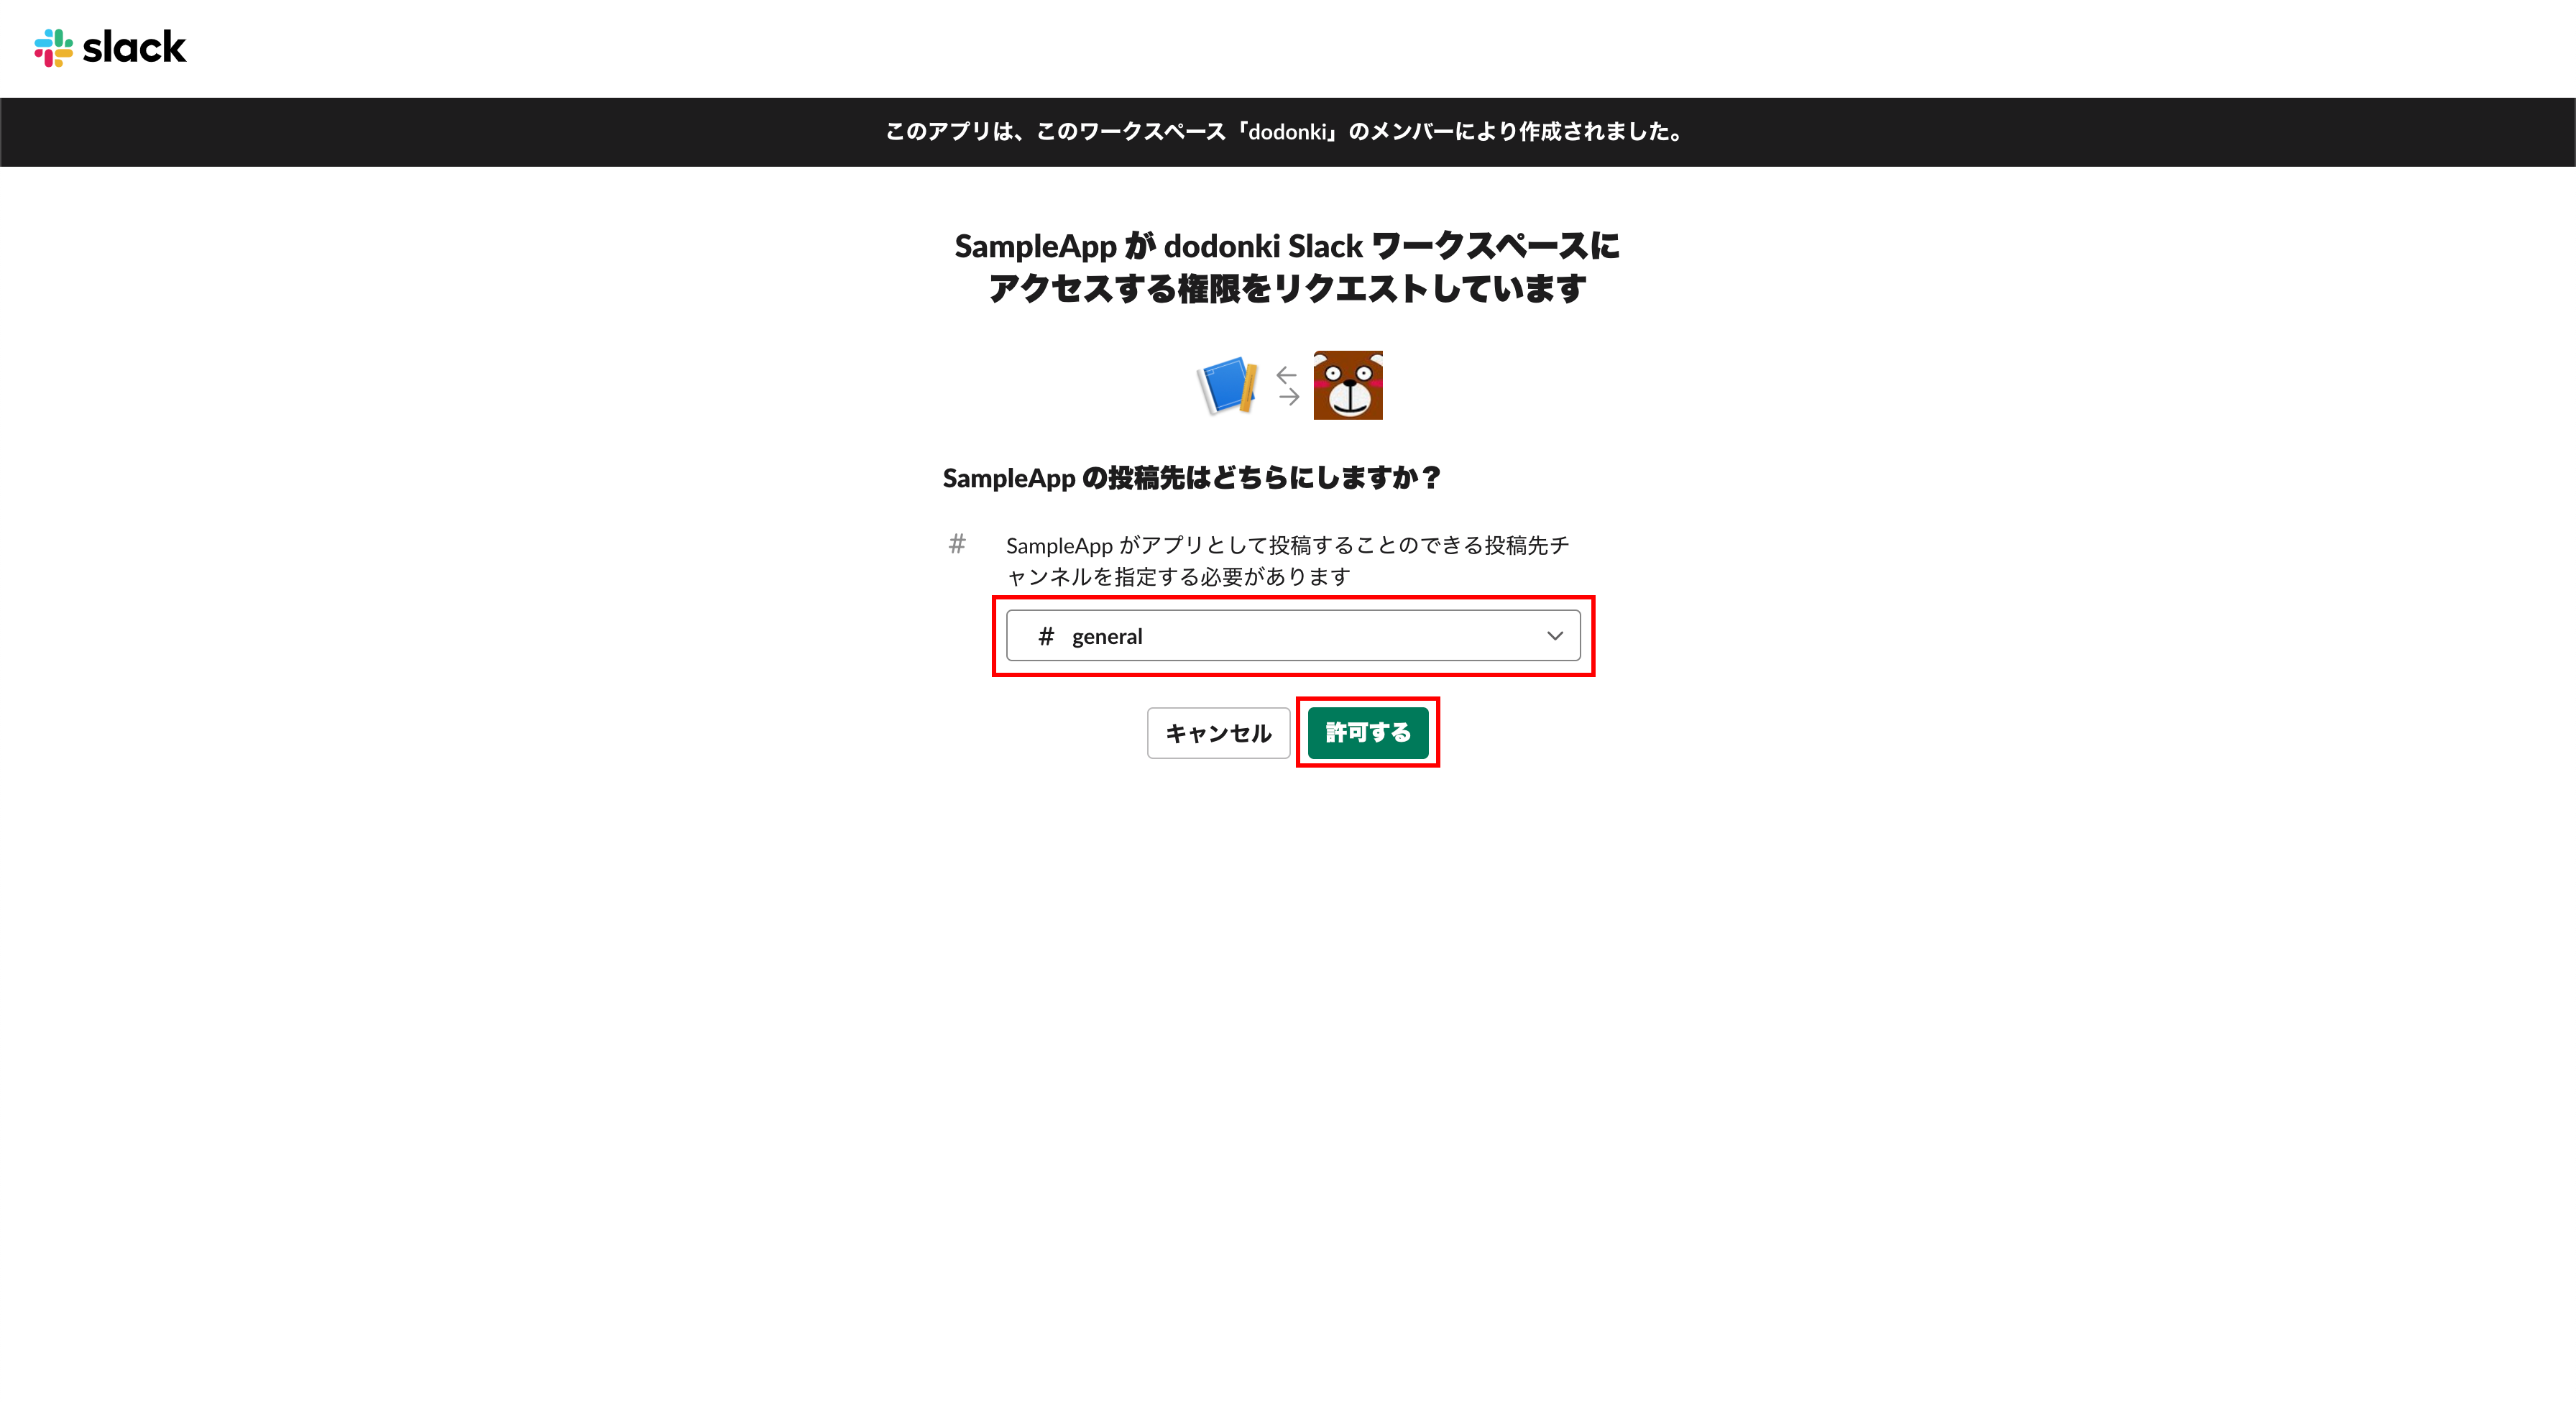 slack
このアプリは、このワークスペース「dodonki」のメンバーにより作成されました。
SampleApp が dodonki Slack ワークスペースに
アクセスする権限をリクエストしています
SampleApp の投稿先はどちらにしますか？
# SampleApp がアプリとして投稿することのできる投稿先チ
ャンネルを指定する必要があります
# general
キャンセル
許可する